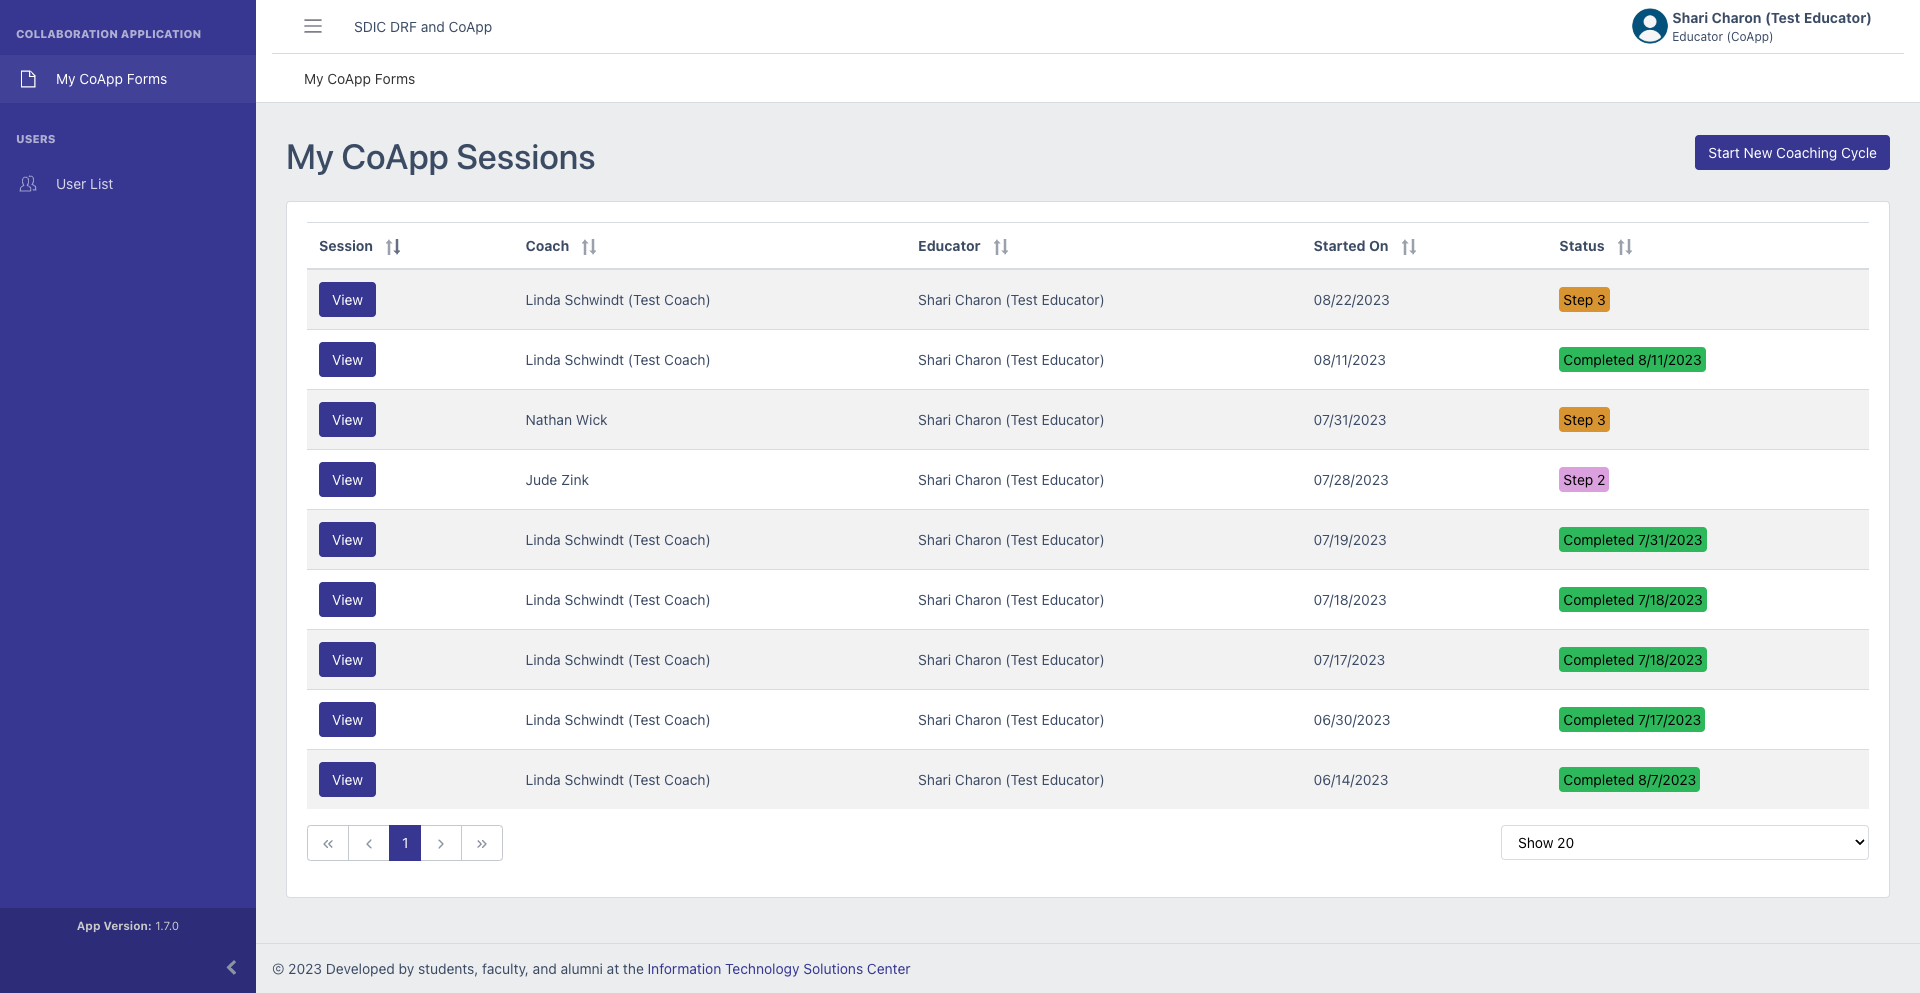 COLLABORATION APPLICATION
My CoApp Forms
USERS
User List
App Version: 1.7.0
SDIC DRF and CoApp
Shari Charon (Test Educator)
Educator (CoApp)
My CoApp Forms
My CoApp Sessions
Start New Coaching Cycle
Session Coach Educator Started On Status
View Linda Schwindt (Test Coach) Shari Charon (Test Educator) 08/22/2023 Step 3
View Linda Schwindt (Test Coach) Shari Charon (Test Educator) 08/11/2023 Completed 8/11/2023
View Nathan Wick Shari Charon (Test Educator) 07/31/2023 Step 3
View Jude Zink Shari Charon (Test Educator) 07/28/2023 Step 2
View Linda Schwindt (Test Coach) Shari Charon (Test Educator) 07/19/2023 Completed 7/31/2023
View Linda Schwindt (Test Coach) Shari Charon (Test Educator) 07/18/2023 Completed 7/18/2023
View Linda Schwindt (Test Coach) Shari Charon (Test Educator) 07/17/2023 Completed 7/18/2023
View Linda Schwindt (Test Coach) Shari Charon (Test Educator) 06/30/2023 Completed 7/17/2023
View Linda Schwindt (Test Coach) Shari Charon (Test Educator) 06/14/2023 Completed 8/7/2023
« ‹ 1 › » Show 20
© 2023 Developed by students, faculty, and alumni at the Information Technology Solutions Center